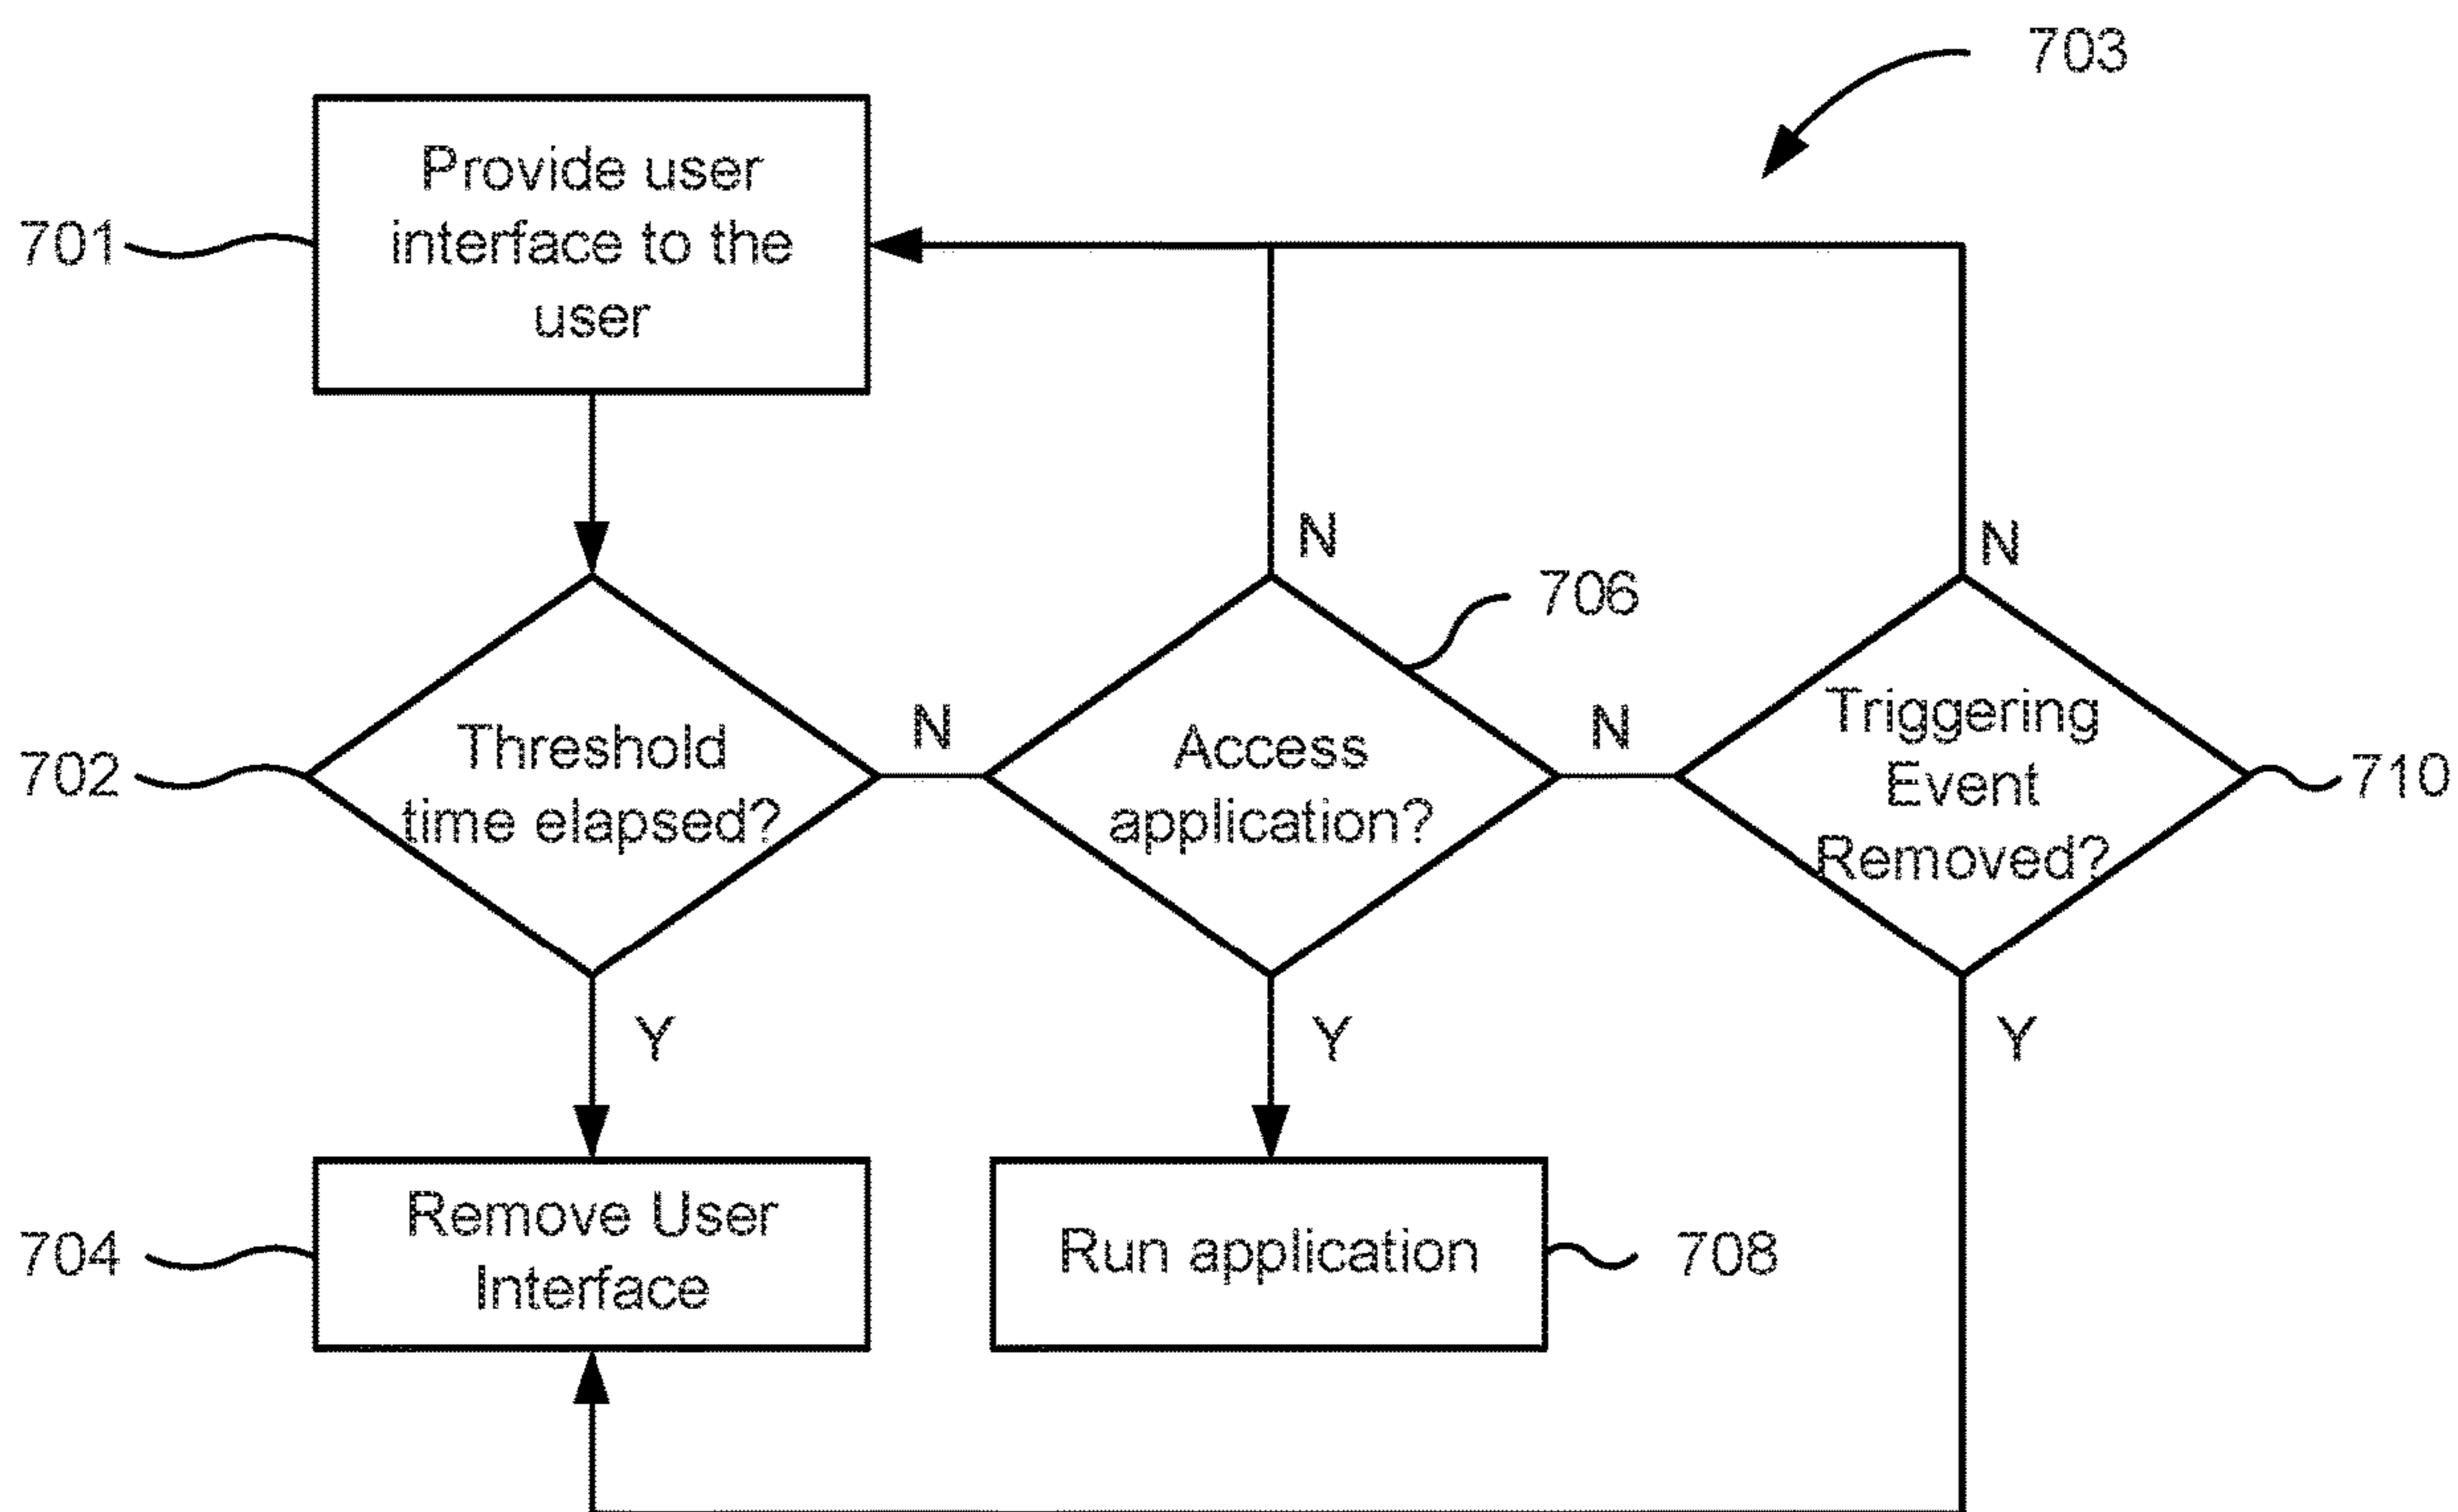 703
Provide user
interface to the
user
701
N
N
706
Threshold
time elapsed?
702
N
Access
application?
N
Triggering
Event
Removed?
710
Y
Y
Y
Remove User
Interface
704
Run application
708